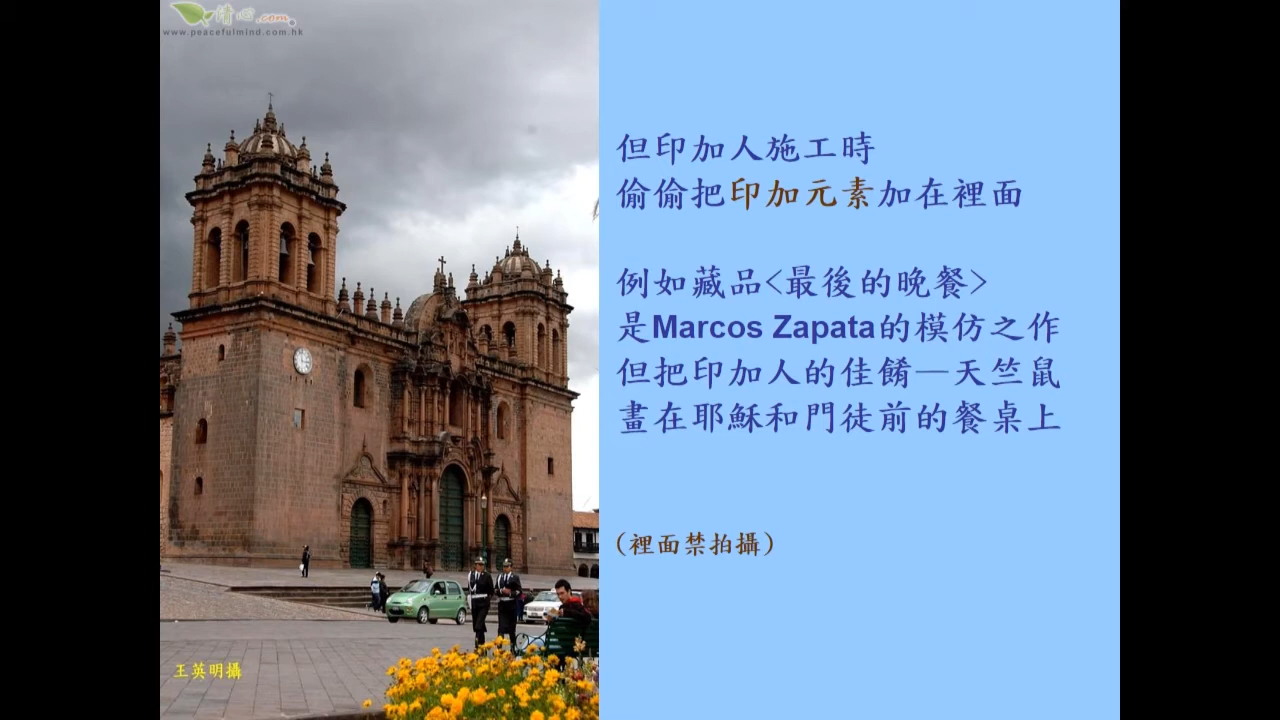 清心.com
www.peacefulmind.com.hk
但印加人施工時
偷偷把印加元素加在裡面
例如藏品<最後的晚餐>
是Marcos Zapata的模仿之作
但把印加人的佳餚—天竺鼠
畫在耶穌和門徒前的餐桌上
(裡面禁拍攝)
王英明攝